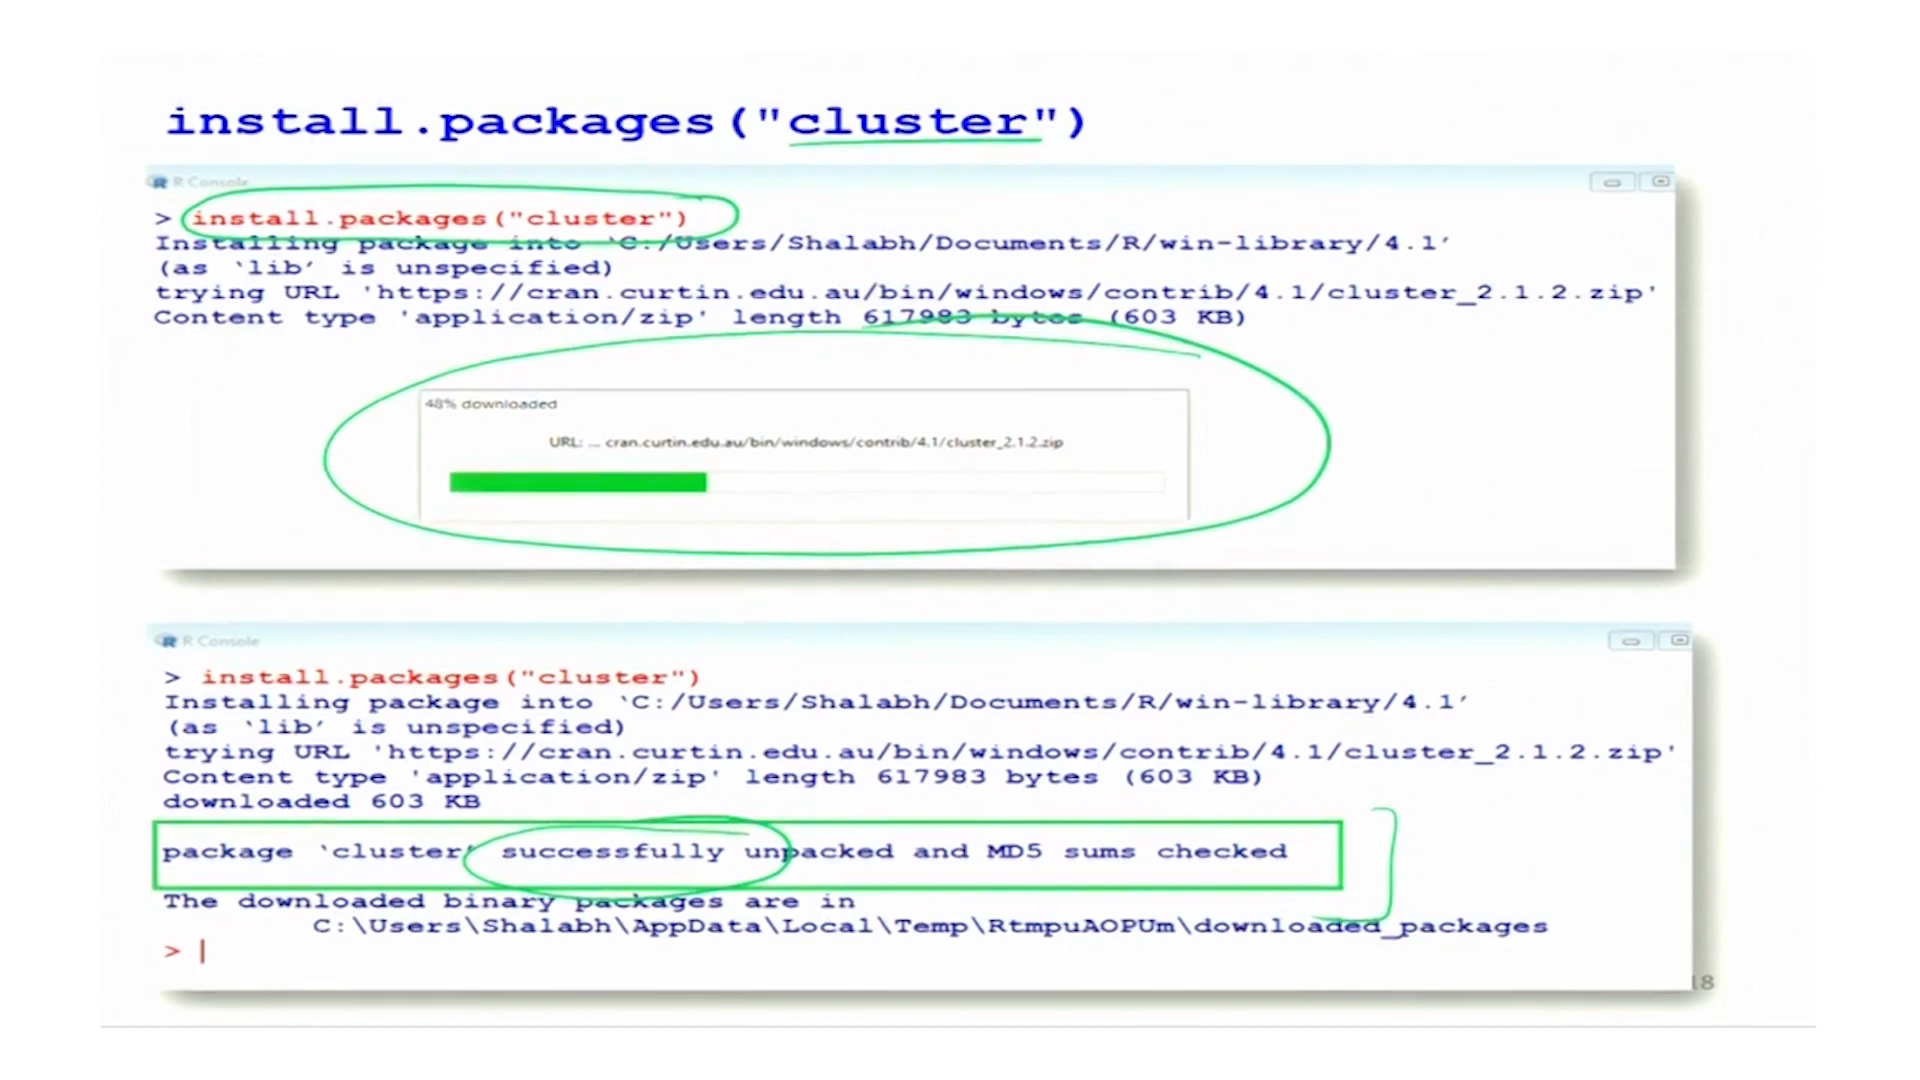 install.packages("cluster")
R Console
> install.packages("cluster")
Installing package into ‘C:/Users/Shalabh/Documents/R/win-library/4.1’
(as ‘lib’ is unspecified)
trying URL 'https://cran.curtin.edu.au/bin/windows/contrib/4.1/cluster_2.1.2.zip'
Content type 'application/zip' length 617983 bytes (603 KB)
48% downloaded
URL: ... cran.curtin.edu.au/bin/windows/contrib/4.1/cluster_2.1.2.zip
R Console
> install.packages("cluster")
Installing package into ‘C:/Users/Shalabh/Documents/R/win-library/4.1’
(as ‘lib’ is unspecified)
trying URL 'https://cran.curtin.edu.au/bin/windows/contrib/4.1/cluster_2.1.2.zip'
Content type 'application/zip' length 617983 bytes (603 KB)
downloaded 603 KB
package ‘cluster’ successfully unpacked and MD5 sums checked
The downloaded binary packages are in
C:\Users\Shalabh\AppData\Local\Temp\RtmpuAOPUm\downloaded_packages
>
18